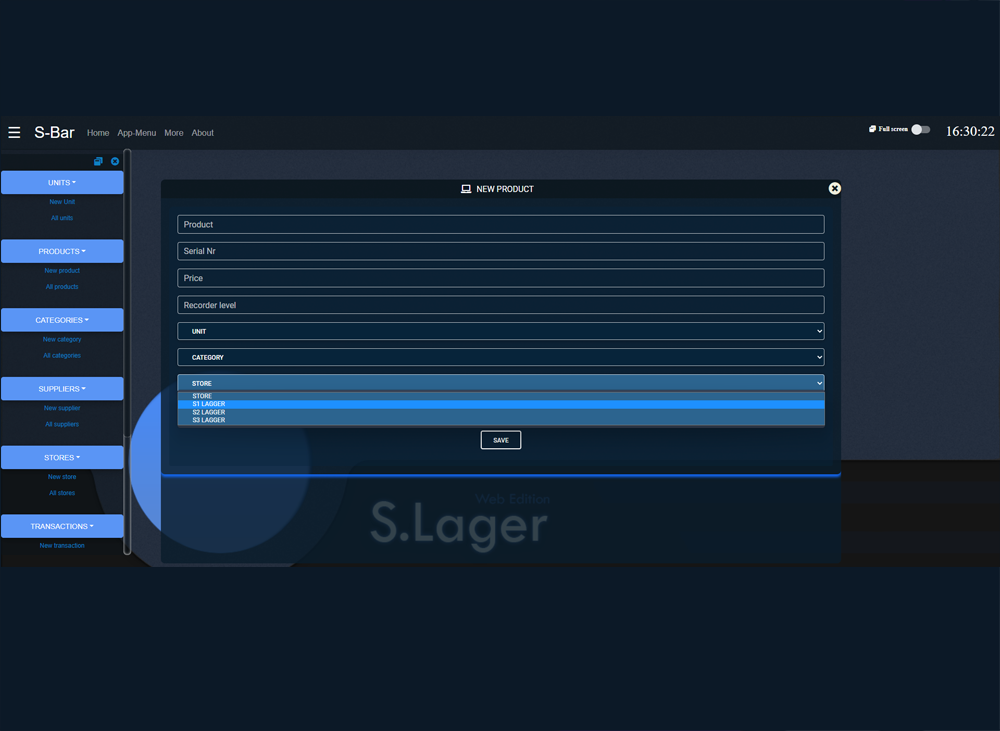 S-Bar Home App-Menu More About Full screen 16:30:22
UNITS
New Unit
All units
PRODUCTS
New product
All products
CATEGORIES
New category
All categories
SUPPLIERS
New supplier
All suppliers
STORES
New store
All stores
TRANSACTIONS
New transaction
NEW PRODUCT
Product
Serial Nr
Price
Recorder level
UNIT
CATEGORY
STORE
STORE
S1 LAGGER
S2 LAGGER
S3 LAGGER
SAVE
Web Edition
S.Lager